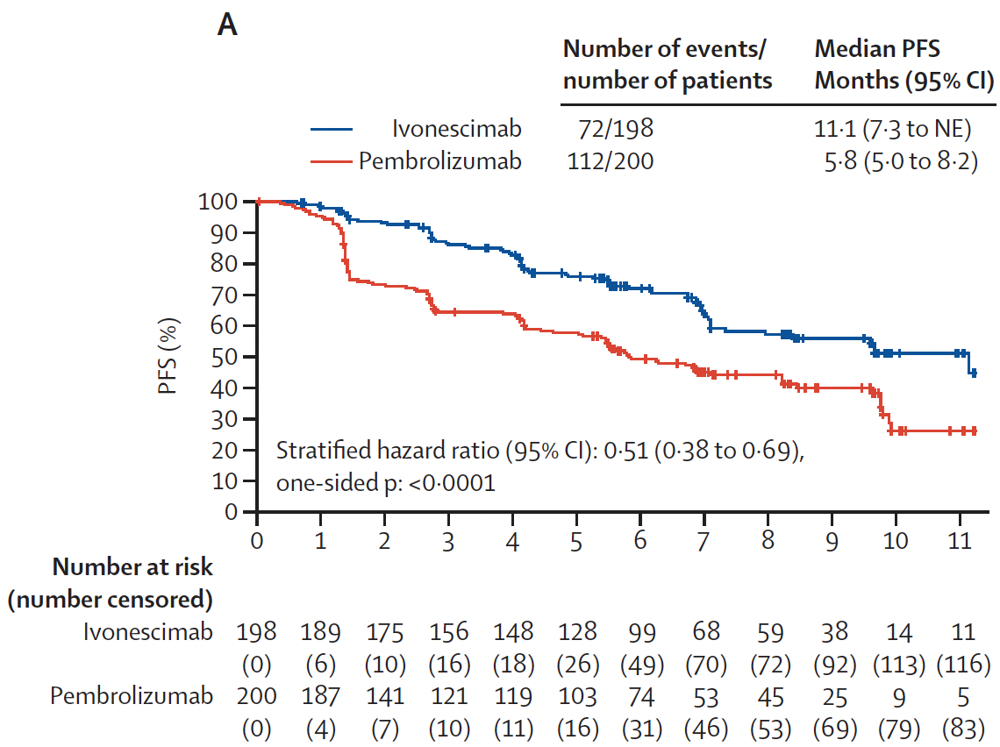 A
Number of events/
number of patients
Median PFS
Months (95% CI)
Ivonescimab 72/198 11·1 (7·3 to NE)
Pembrolizumab 112/200 5·8 (5·0 to 8·2)
PFS (%)
100
90
80
70
60
50
40
30
20
10
0
Stratified hazard ratio (95% CI): 0·51 (0·38 to 0·69),
one-sided p: <0·0001
0 1 2 3 4 5 6 7 8 9 10 11
Number at risk
(number censored)
Ivonescimab 198 189 175 156 148 128 99 68 59 38 14 11
(0) (6) (10) (16) (18) (26) (49) (70) (72) (92) (113) (116)
Pembrolizumab 200 187 141 121 119 103 74 53 45 25 9 5
(0) (4) (7) (10) (11) (16) (31) (46) (53) (69) (79) (83)